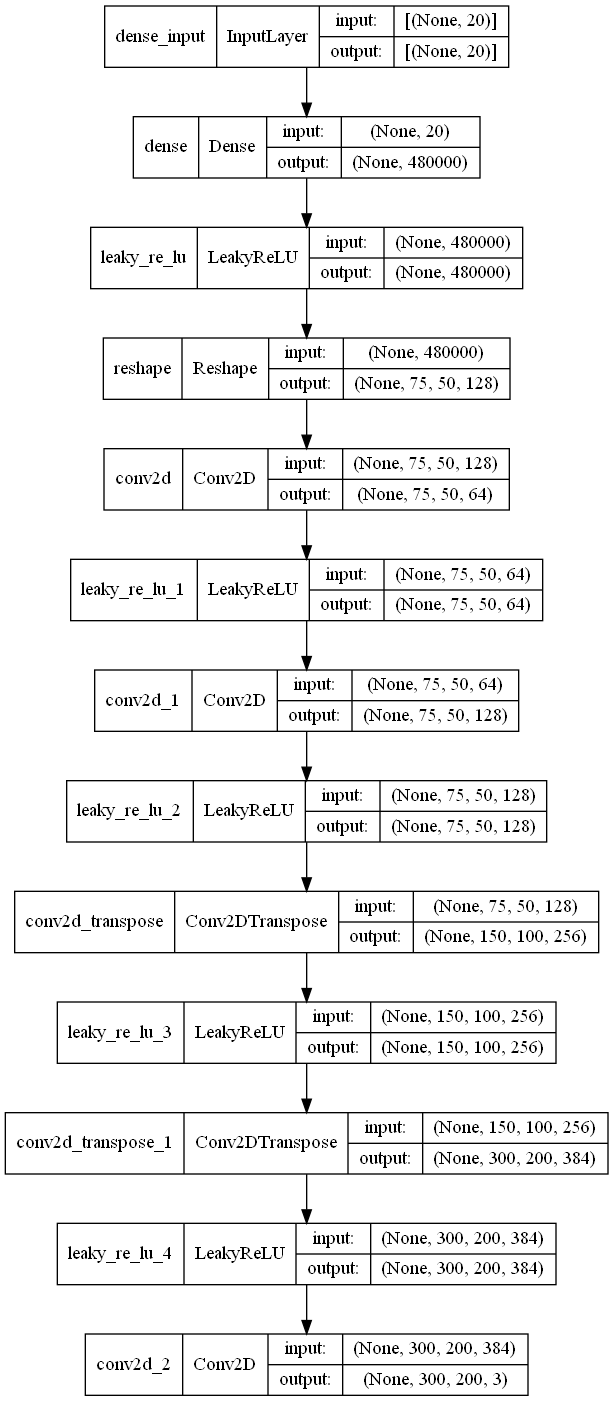 dense_input InputLayer input: [(None, 20)]
output: [(None, 20)]
dense Dense input: (None, 20)
output: (None, 480000)
leaky_re_lu LeakyReLU input: (None, 480000)
output: (None, 480000)
reshape Reshape input: (None, 480000)
output: (None, 75, 50, 128)
conv2d Conv2D input: (None, 75, 50, 128)
output: (None, 75, 50, 64)
leaky_re_lu_1 LeakyReLU input: (None, 75, 50, 64)
output: (None, 75, 50, 64)
conv2d_1 Conv2D input: (None, 75, 50, 64)
output: (None, 75, 50, 128)
leaky_re_lu_2 LeakyReLU input: (None, 75, 50, 128)
output: (None, 75, 50, 128)
conv2d_transpose Conv2DTranspose input: (None, 75, 50, 128)
output: (None, 150, 100, 256)
leaky_re_lu_3 LeakyReLU input: (None, 150, 100, 256)
output: (None, 150, 100, 256)
conv2d_transpose_1 Conv2DTranspose input: (None, 150, 100, 256)
output: (None, 300, 200, 384)
leaky_re_lu_4 LeakyReLU input: (None, 300, 200, 384)
output: (None, 300, 200, 384)
conv2d_2 Conv2D input: (None, 300, 200, 384)
output: (None, 300, 200, 3)